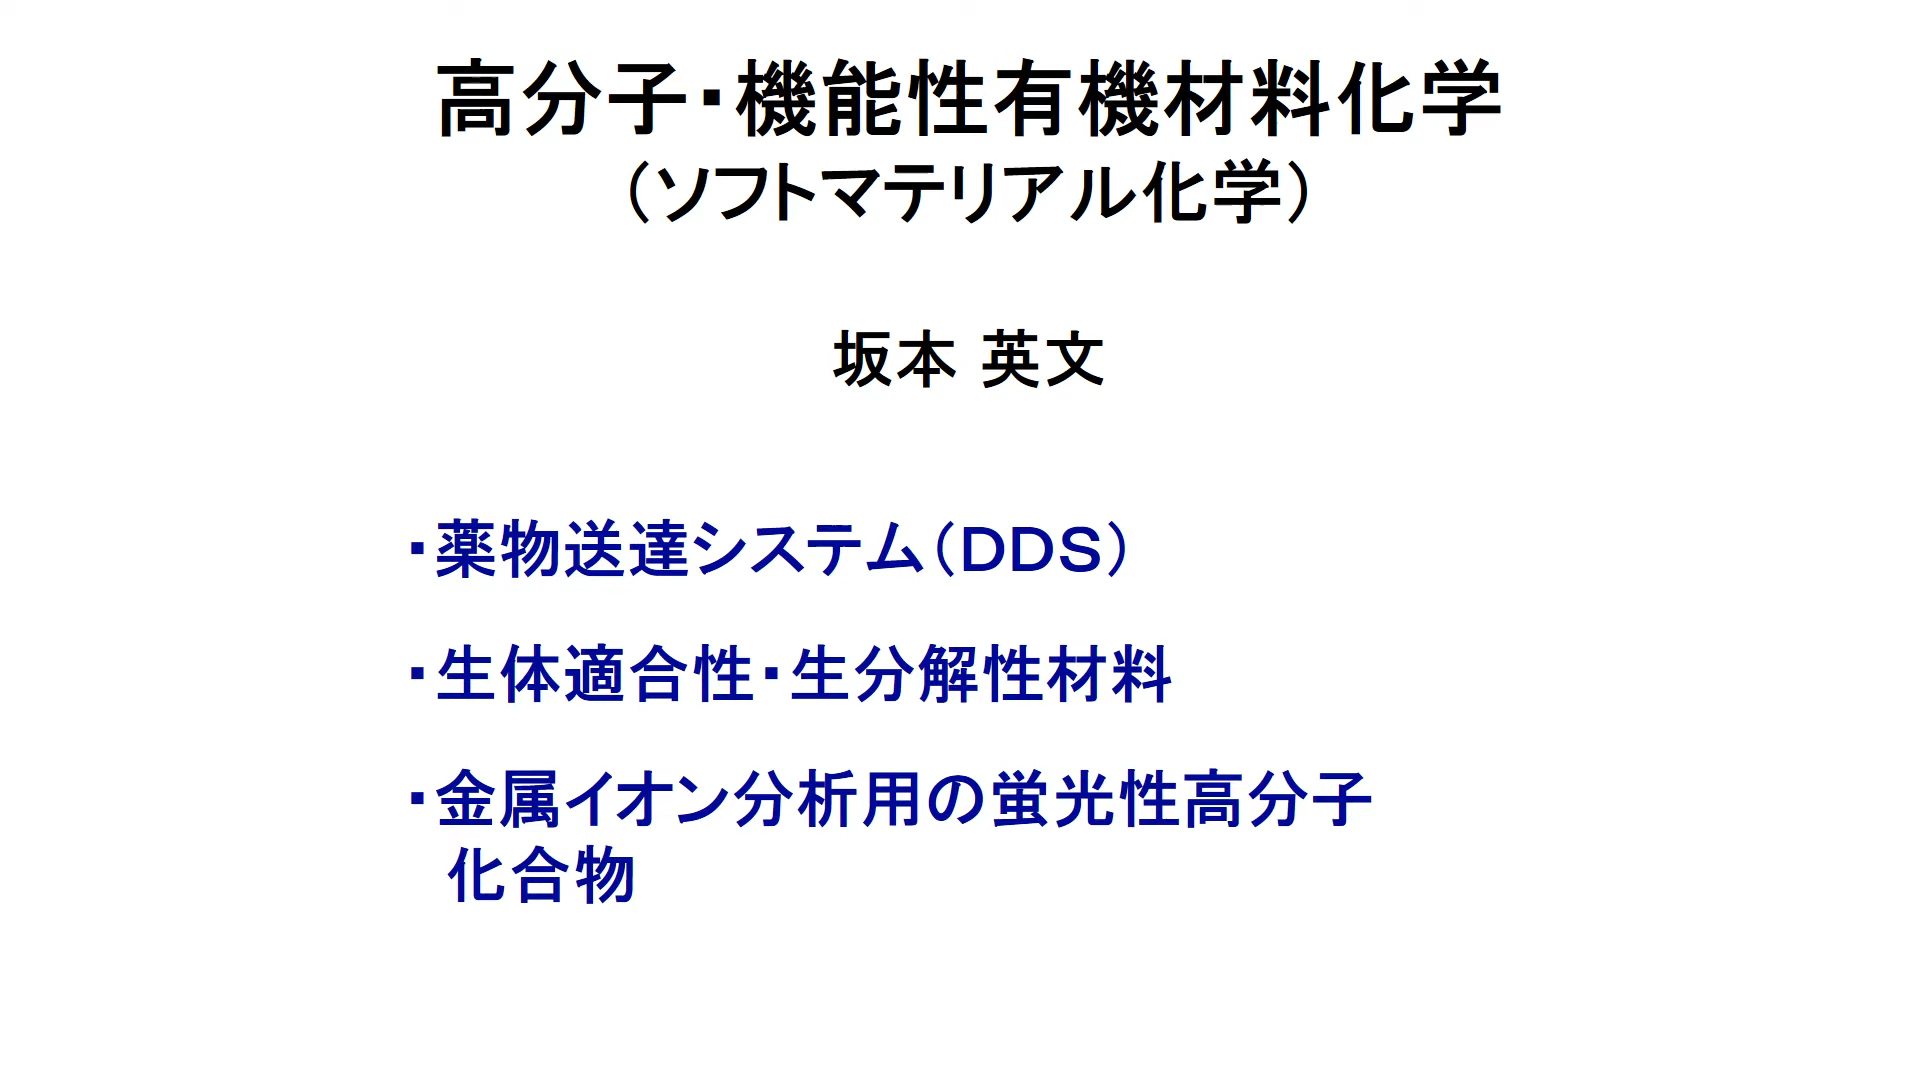 高分子・機能性有機材料化学
（ソフトマテリアル化学）
坂本 英文
・薬物送達システム（DDS）
・生体適合性・生分解性材料
・金属イオン分析用の蛍光性高分子
化合物